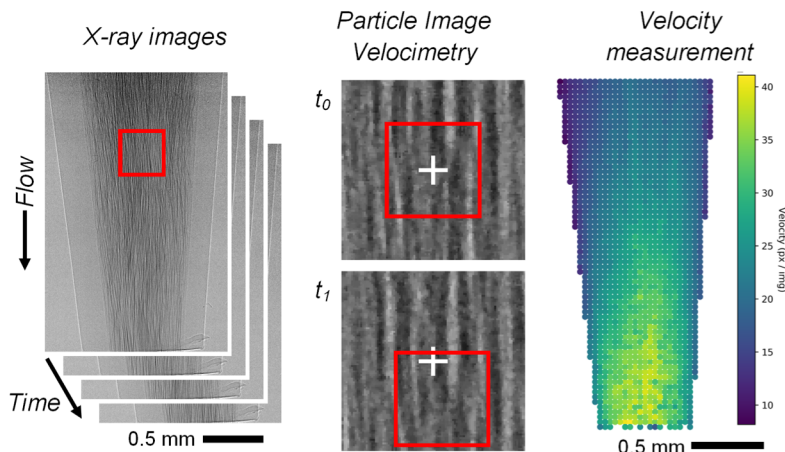 X-ray images
Flow
Time
0.5 mm
Particle Image
Velocimetry
t0
t1
Velocity
measurement
40
35
30
25
20
15
10
Velocity (px / img)
0.5 mm